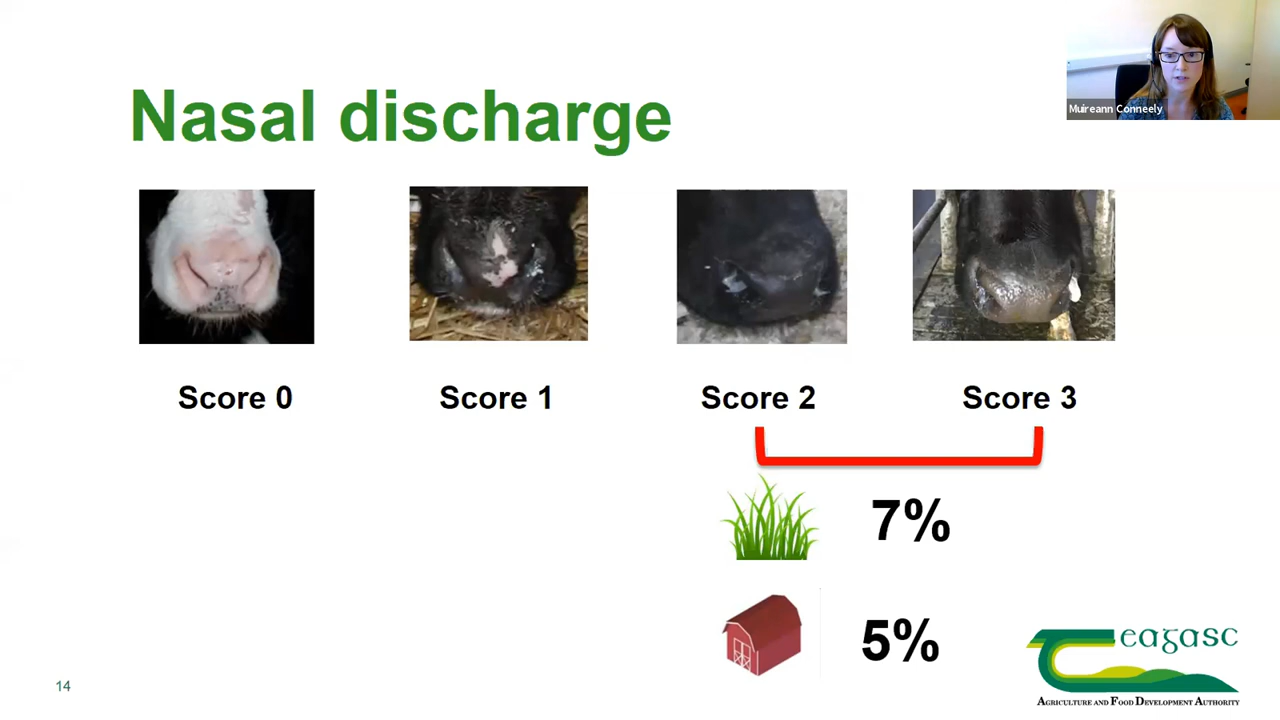 Muireann Conneely
Nasal discharge
Score 0
Score 1
Score 2
Score 3
7%
5%
14
eagasc
AGRICULTURE AND FOOD DEVELOPMENT AUTHORITY